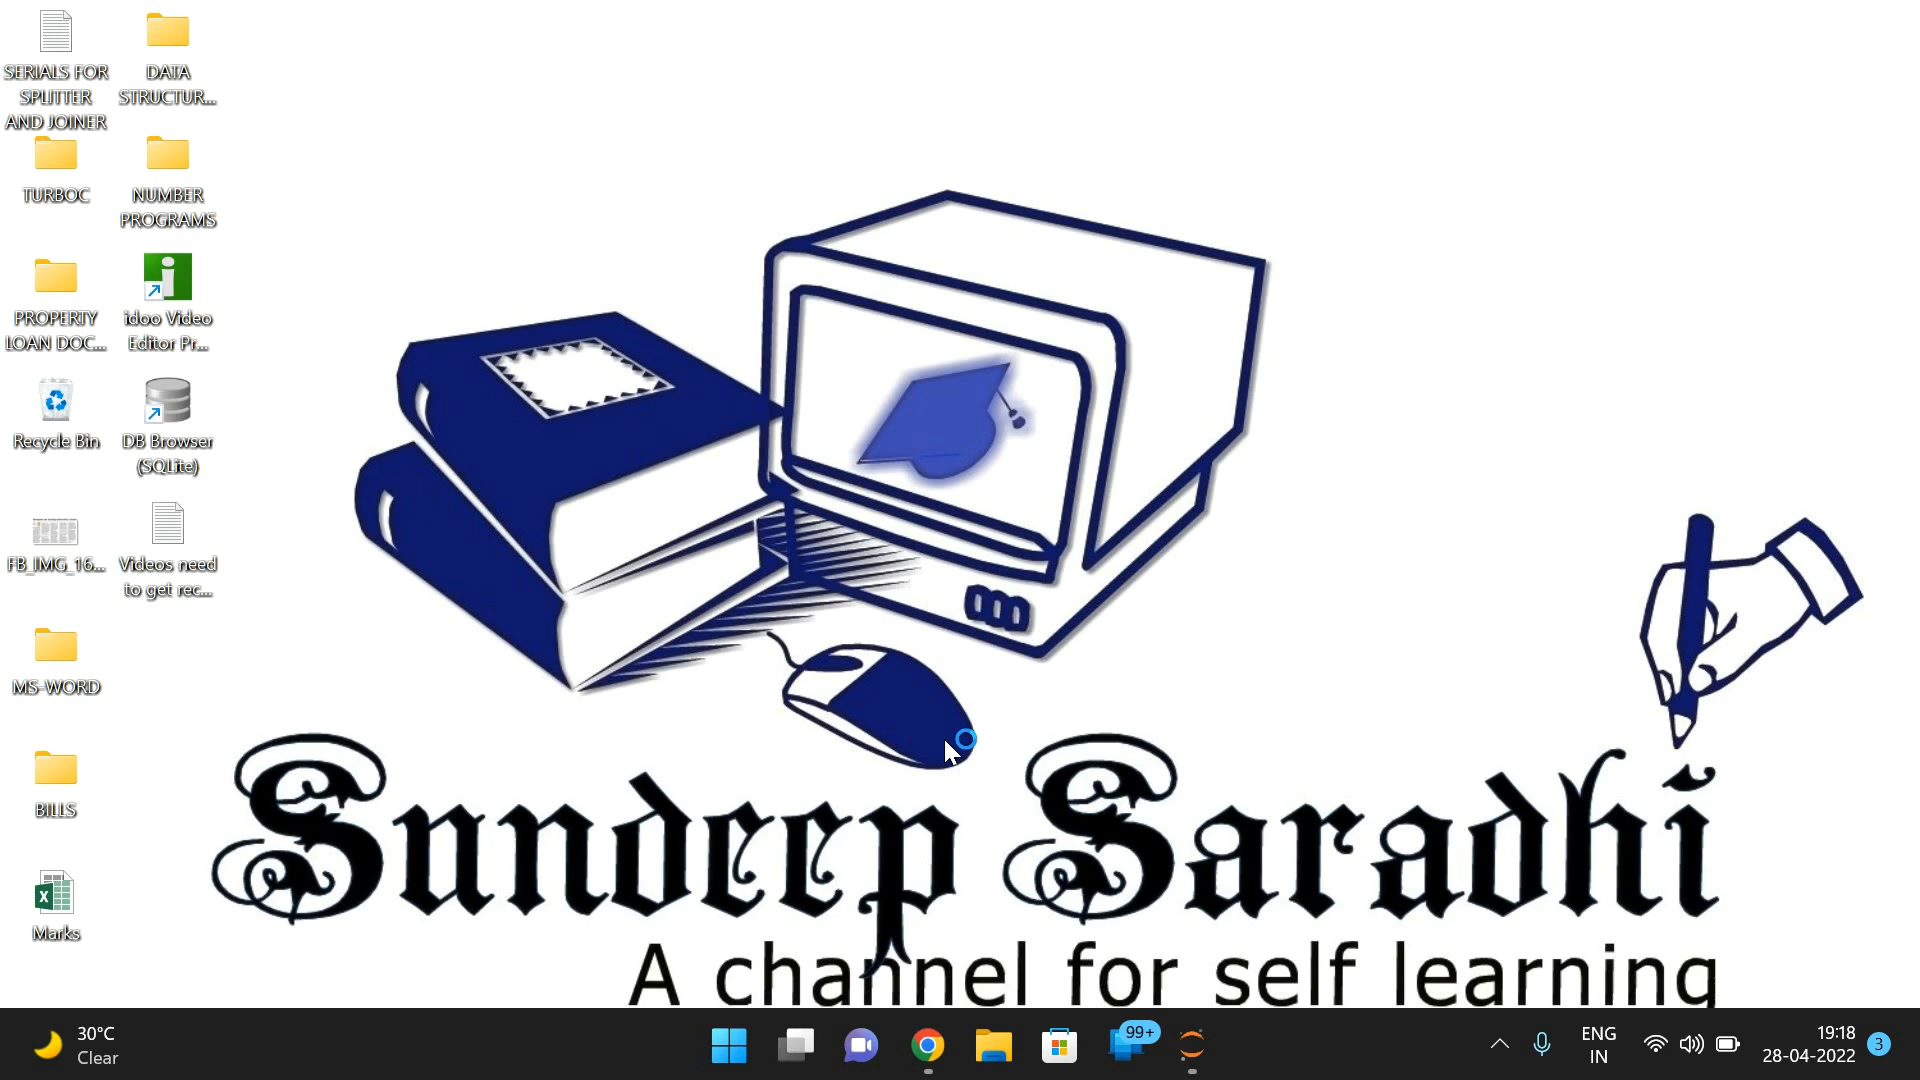 SERIALS FOR
SPLITTER
AND JOINER
DATA
STRUCTUR...
TURBOC
NUMBER
PROGRAMS
PROPERTY
LOAN DOC...
idoo Video
Editor Pr...
Recycle Bin
DB Browser
(SQLite)
FB_IMG_16...
Videos need
to get rec...
MS-WORD
BILLS
Marks
Sundeep Saradhi
A channel for self learning
30°C
Clear
99+
ENG
IN
19:18
28-04-2022
3